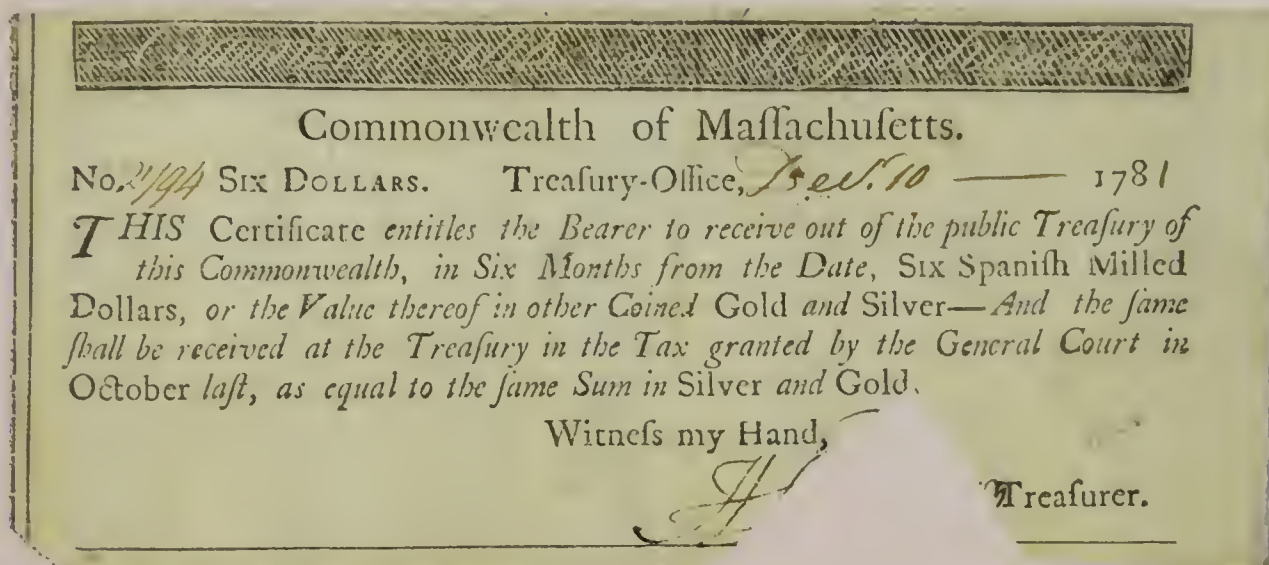 Commonwealth of Maſſachuſetts.
No. SIX DOLLARS. Treaſury-Office, Decr. 10 — 1781
THIS Certificate entitles the Bearer to receive out of the public Treaſury of
this Commonwealth, in Six Months from the Date, Six Spaniſh Milled
Dollars, or the Value thereof in other Coined Gold and Silver—And the ſame
ſhall be received at the Treaſury in the Tax granted by the General Court in
October laſt, as equal to the ſame Sum in Silver and Gold.
Witneſs my Hand,
H
Treaſurer.